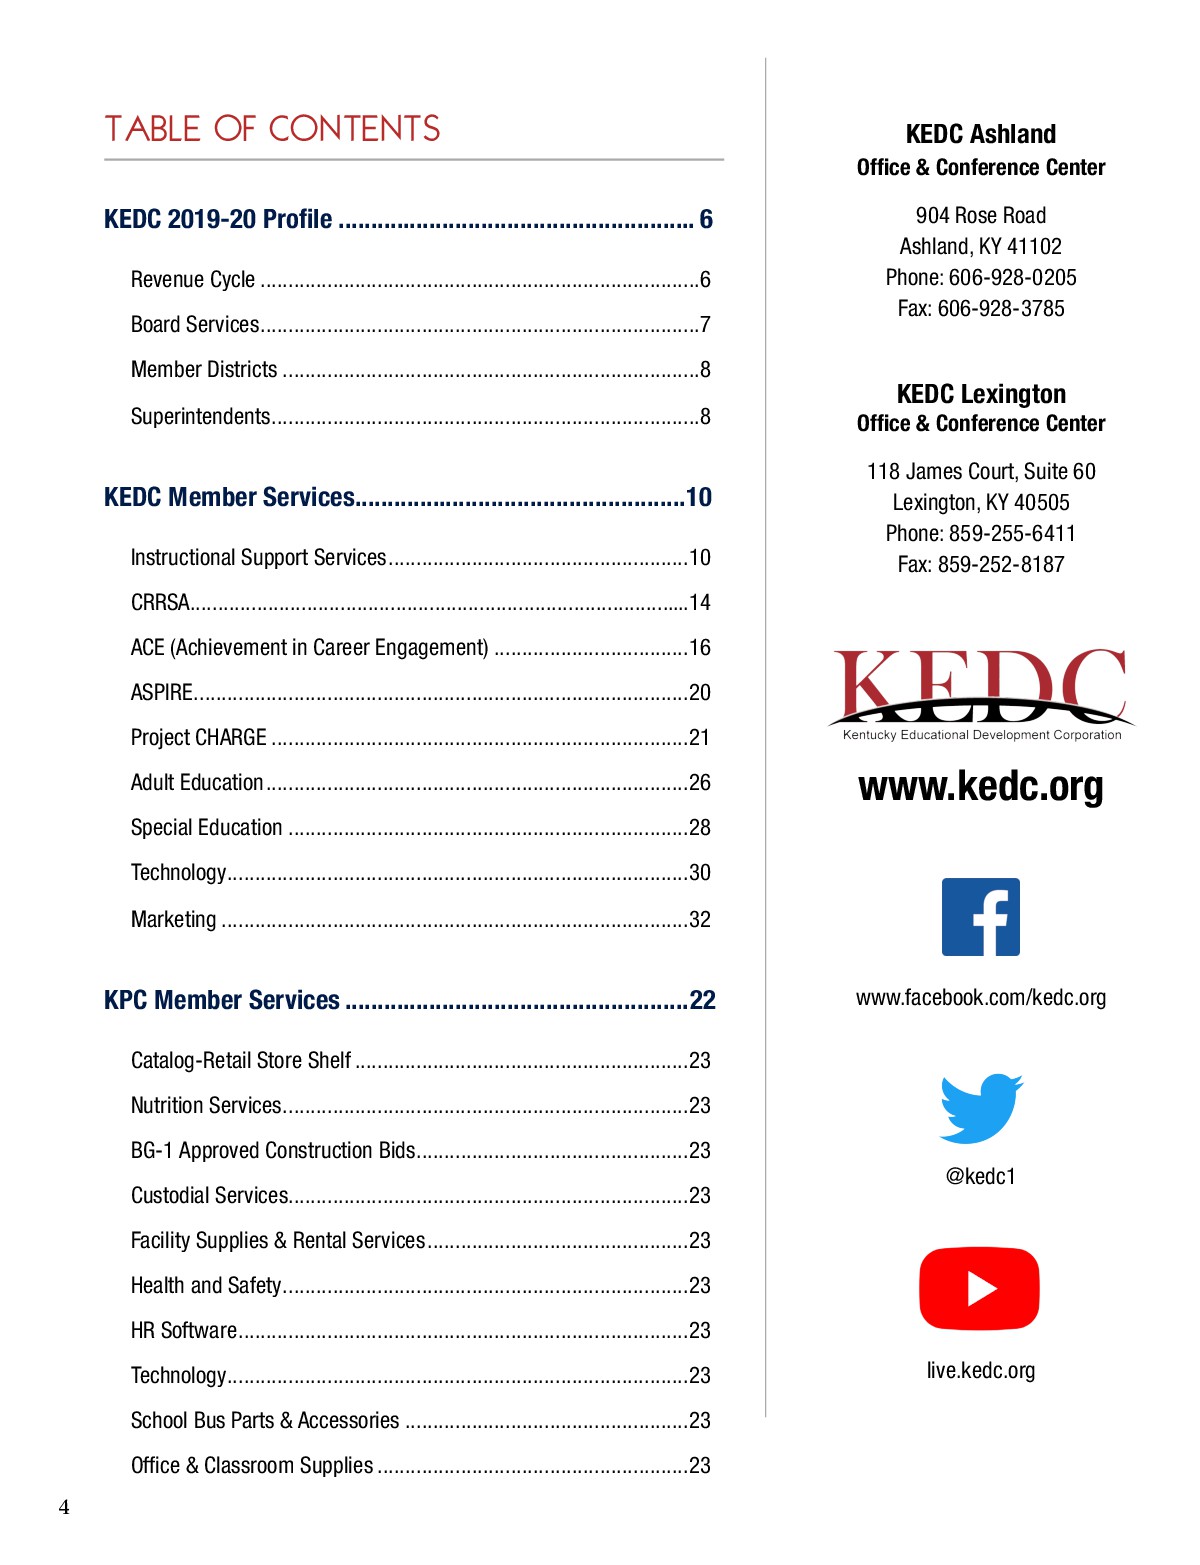 TABLE OF CONTENTS
KEDC 2019-20 Profile ....................................................... 6
Revenue Cycle ...............................................................................6
Board Services...............................................................................7
Member Districts ...........................................................................8
Superintendents.............................................................................8
KEDC Member Services...................................................10
Instructional Support Services......................................................10
CRRSA.........................................................................................14
ACE (Achievement in Career Engagement) ...................................16
ASPIRE.........................................................................................20
Project CHARGE ...........................................................................21
Adult Education............................................................................26
Special Education ........................................................................28
Technology...................................................................................30
Marketing ....................................................................................32
KPC Member Services .....................................................22
Catalog-Retail Store Shelf ............................................................23
Nutrition Services.........................................................................23
BG-1 Approved Construction Bids.................................................23
Custodial Services........................................................................23
Facility Supplies & Rental Services...............................................23
Health and Safety.........................................................................23
HR Software.................................................................................23
Technology...................................................................................23
School Bus Parts & Accessories ...................................................23
Office & Classroom Supplies ........................................................23
4
KEDC Ashland
Office & Conference Center
904 Rose Road
Ashland, KY 41102
Phone: 606-928-0205
Fax: 606-928-3785
KEDC Lexington
Office & Conference Center
118 James Court, Suite 60
Lexington, KY 40505
Phone: 859-255-6411
Fax: 859-252-8187
KEDC
Kentucky Educational Development Corporation
www.kedc.org
www.facebook.com/kedc.org
@kedc1
live.kedc.org